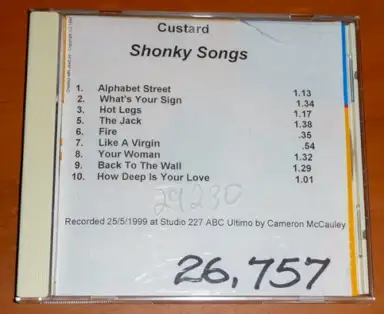 Custard
Shonky Songs
1. Alphabet Street 1.13
2. What's Your Sign 1.34
3. Hot Legs 1.17
5. The Jack 1.38
6. Fire .35
7. Like A Virgin .54
8. Your Woman 1.32
9. Back To The Wall 1.29
10. How Deep Is Your Love 1.01
29230
Recorded 25/5/1999 at Studio 227 ABC Ultimo by Cameron McCauley
26,757